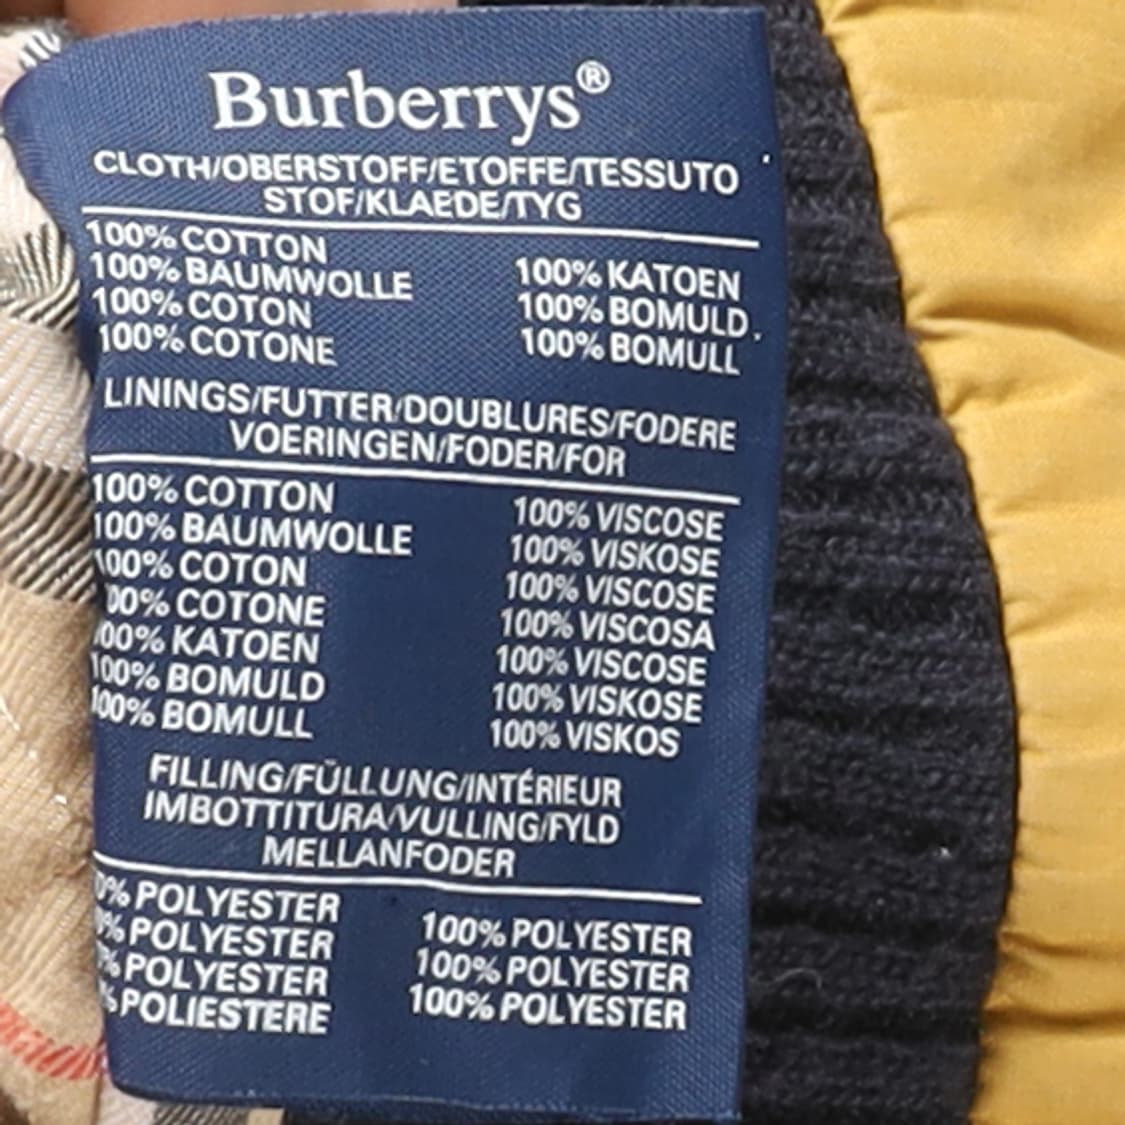 Burberrys®
CLOTH/OBERSTOFF/ETOFFE/TESSUTO
STOF/KLAEDE/TYG
100% COTTON
100% BAUMWOLLE
100% COTON
100% COTONE
100% KATOEN
100% BOMULD
100% BOMULL
LININGS/FUTTER/DOUBLURES/FODERE
VOERINGEN/FODER/FOR
100% COTTON
100% BAUMWOLLE
100% COTON
00% COTONE
100% KATOEN
100% BOMULD
100% BOMULL
100% VISCOSE
100% VISKOSE
100% VISCOSE
100% VISCOSA
100% VISCOSE
100% VISKOSE
100% VISKOS
FILLING/FÜLLUNG/INTÉRIEUR
IMBOTTITURA/VULLING/FYLD
MELLANFODER
0% POLYESTER
% POLYESTER
% POLYESTER
% POLIESTERE
100% POLYESTER
100% POLYESTER
100% POLYESTER